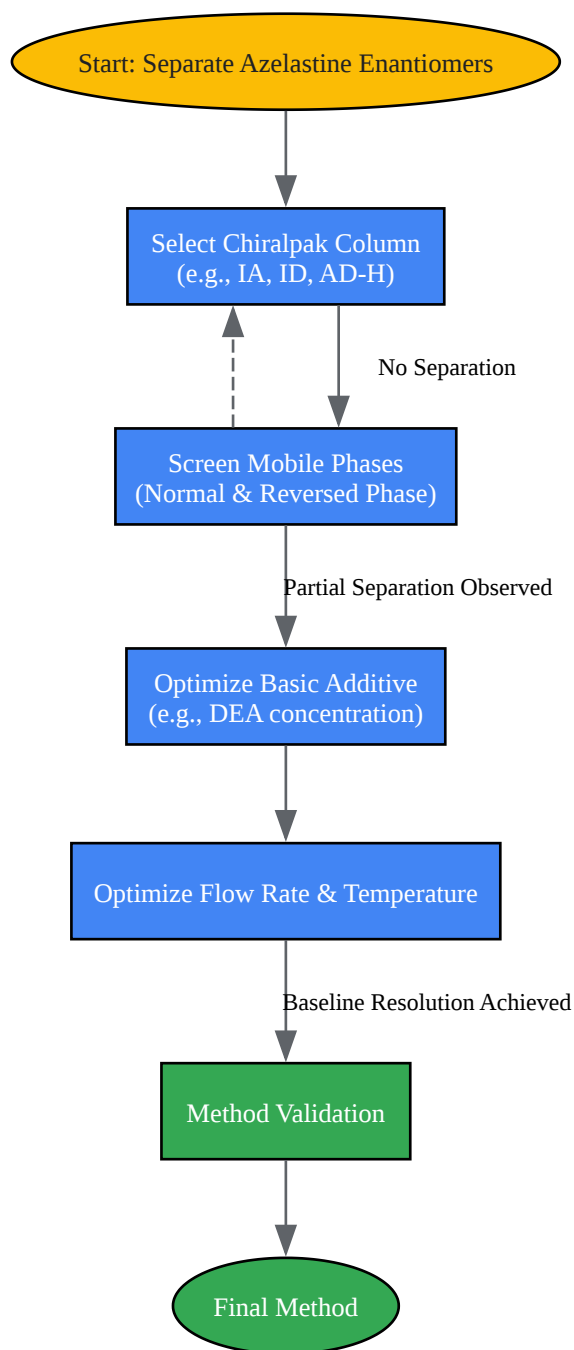 Start: Separate Azelastine Enantiomers
Select Chiralpak Column
(e.g., IA, ID, AD-H)
No Separation
Screen Mobile Phases
(Normal & Reversed Phase)
Partial Separation Observed
Optimize Basic Additive
(e.g., DEA concentration)
Optimize Flow Rate & Temperature
Baseline Resolution Achieved
Method Validation
Final Method